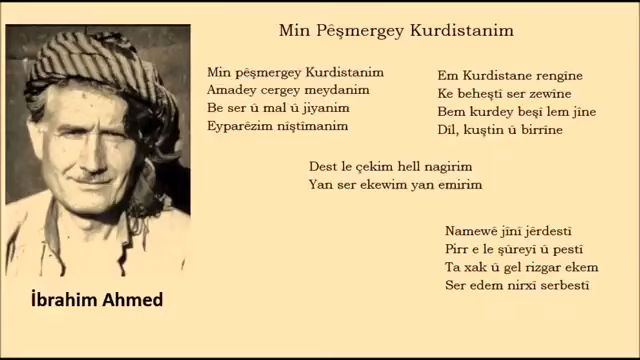 Min Pêşmergey Kurdistanim
Min pêşmergey Kurdistanim
Amadey cergey meydanim
Be ser û mal û jiyanim
Eyparêzim nîştîmanim
Em Kurdistane rengîne
Ke beheştî ser zewîne
Bem kurdey beşî lem jîne
Dîl, kuştin û birrîne
Dest le çekim hell nagirim
Yan ser ekewim yan emirim
Namewê jînî jêrdestî
Pirr e le şûreyî û pestî
Ta xak û gel rizgar ekem
Ser edem nirxî serbestî
İbrahim Ahmed